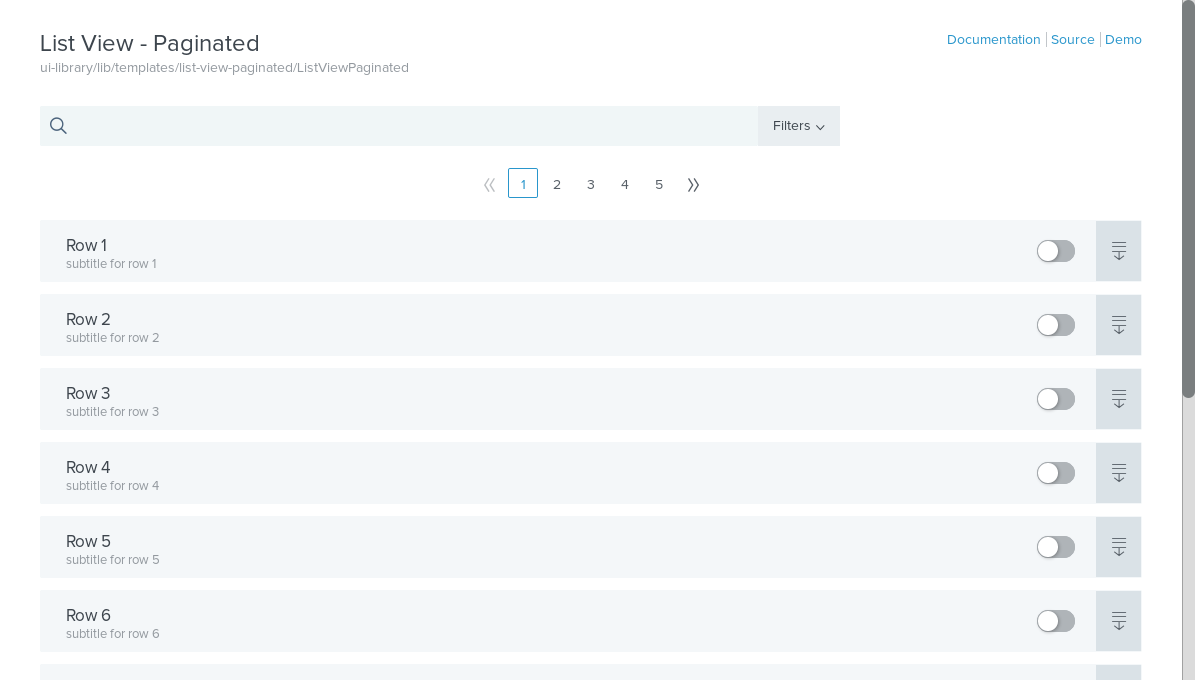 List View - Paginated
Documentation Source Demo
ui-library/lib/templates/list-view-paginated/ListViewPaginated
Filters
1 2 3 4 5
Row 1
subtitle for row 1
Row 2
subtitle for row 2
Row 3
subtitle for row 3
Row 4
subtitle for row 4
Row 5
subtitle for row 5
Row 6
subtitle for row 6